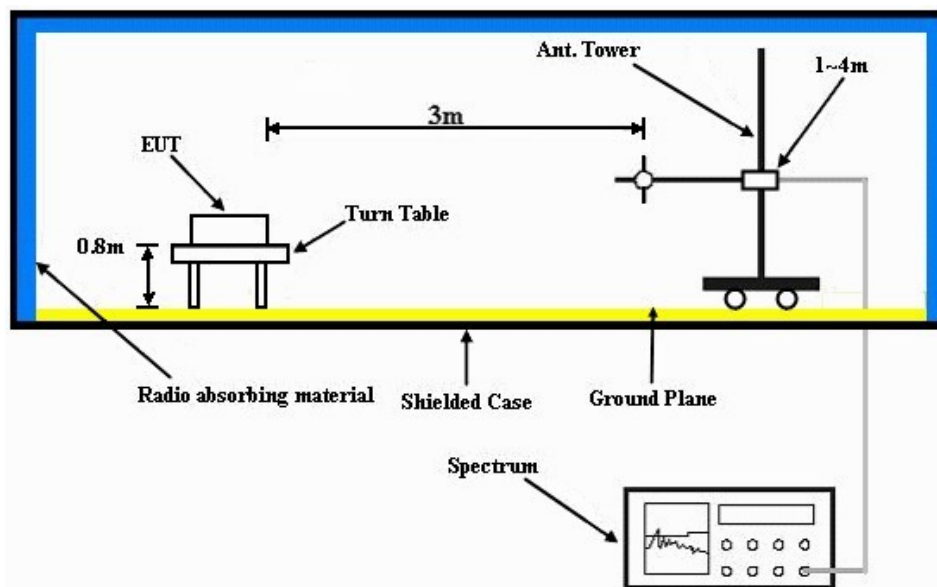 Ant. Tower
1~4m
3m
EUT
Turn Table
0.8m
Radio absorbing material
Shielded Case
Ground Plane
Spectrum